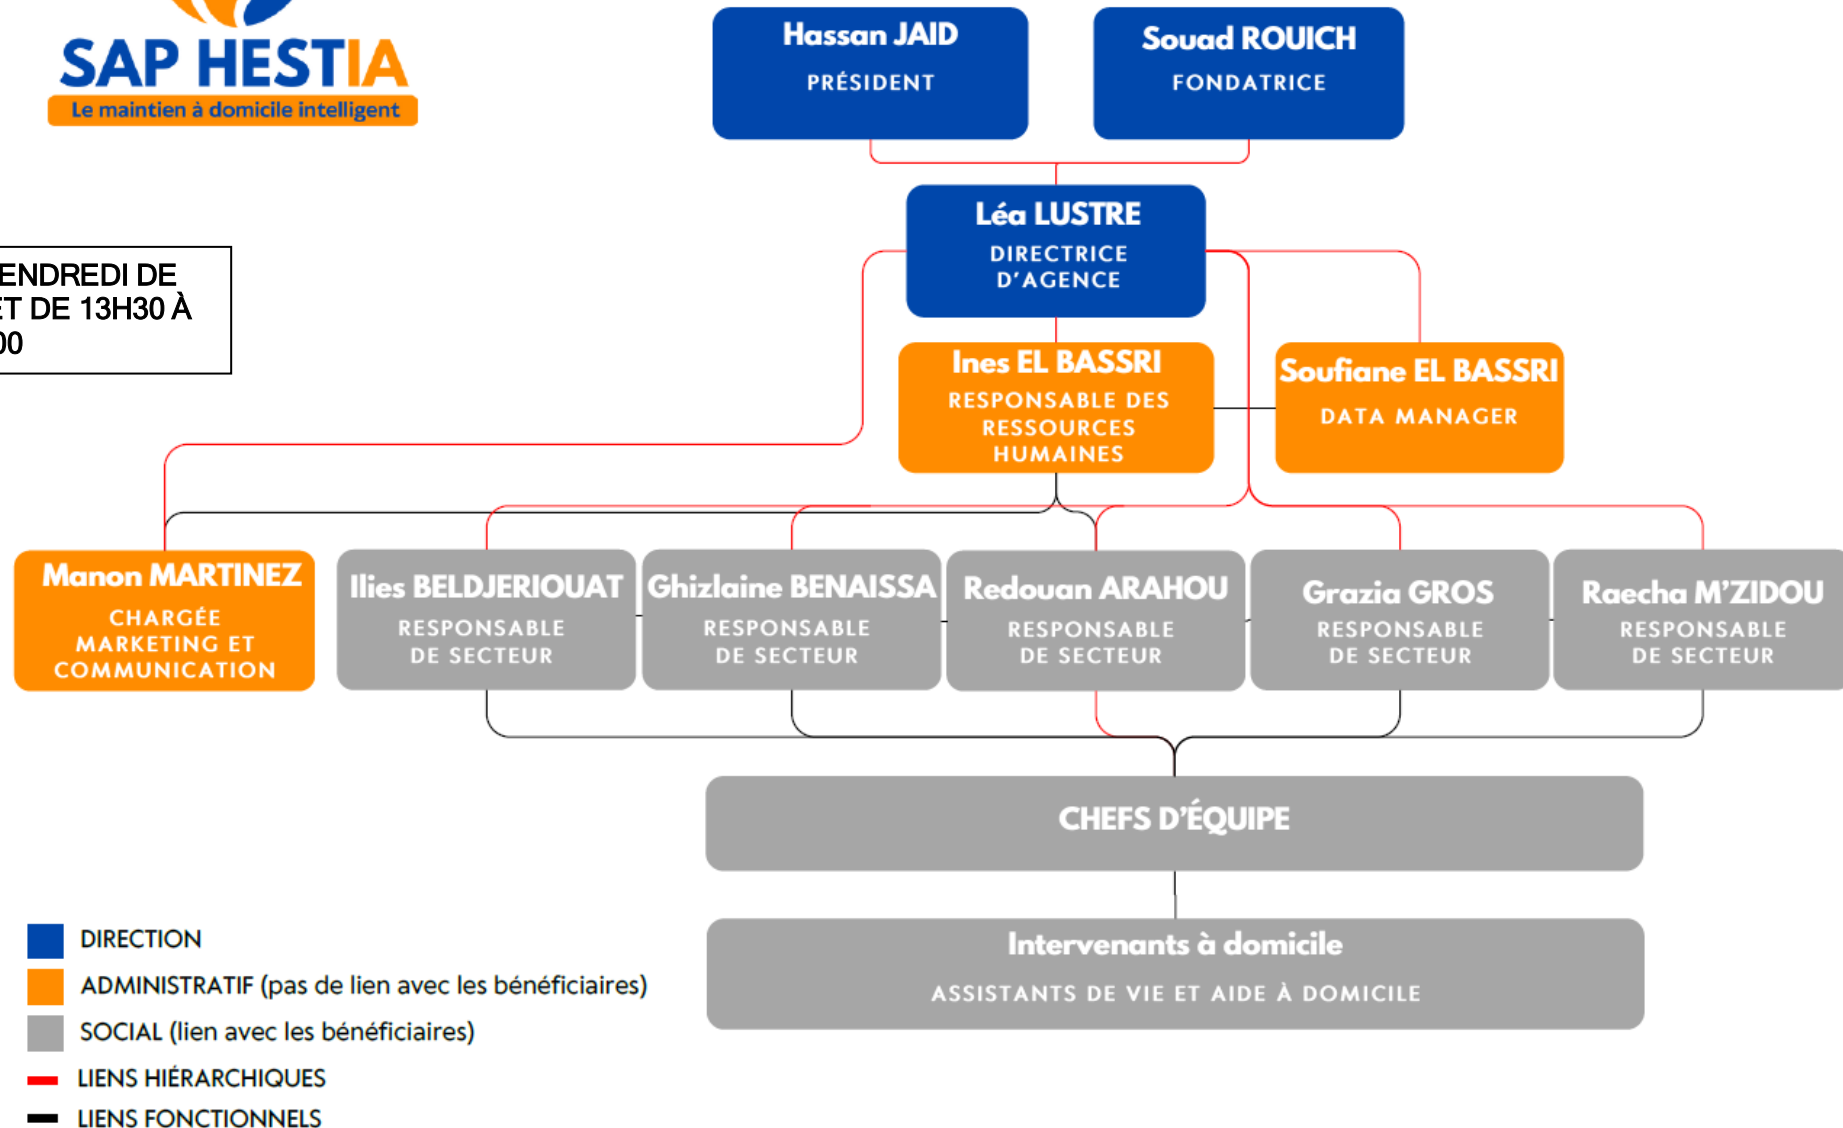 SAP HESTIA
Le maintien à domicile intelligent
Hassan JAID
PRÉSIDENT
Souad ROUICH
FONDATRICE
Léa LUSTRE
DIRECTRICE
D'AGENCE
ENDREDI DE
ET DE 13H30 À
00
Ines EL BASSRI
RESPONSABLE DES
RESSOURCES
HUMAINES
Soufiane EL BASSRI
DATA MANAGER
Manon MARTINEZ
CHARGÉE
MARKETING ET
COMMUNICATION
Ilies BELDJERIOUAT
RESPONSABLE
DE SECTEUR
Ghizlaine BENAISSA
RESPONSABLE
DE SECTEUR
Redouan ARAHOU
RESPONSABLE
DE SECTEUR
Grazia GROS
RESPONSABLE
DE SECTEUR
Raecha M'ZIDOU
RESPONSABLE
DE SECTEUR
CHEFS D'ÉQUIPE
Intervenants à domicile
ASSISTANTS DE VIE ET AIDE À DOMICILE
DIRECTION
ADMINISTRATIF (pas de lien avec les bénéficiaires)
SOCIAL (lien avec les bénéficiaires)
LIENS HIÉRARCHIQUES
LIENS FONCTIONNELS